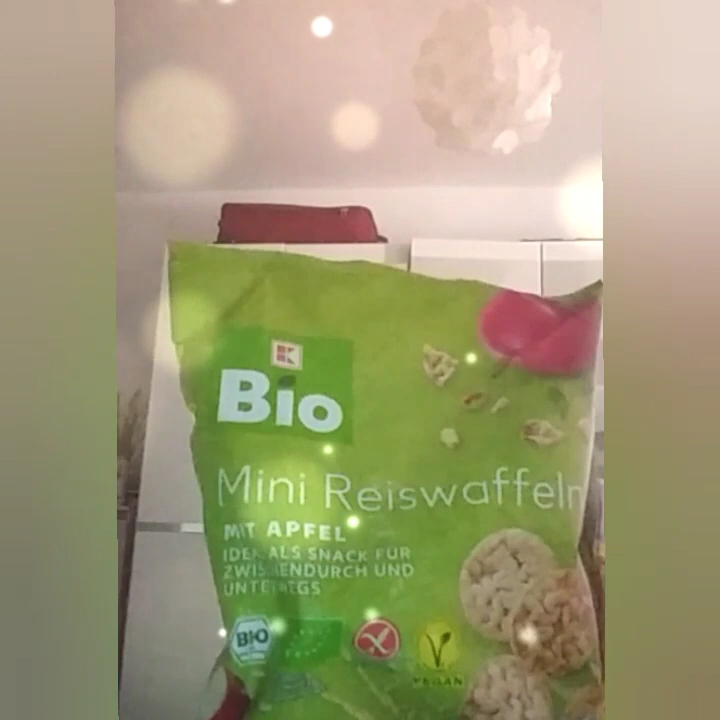 K
Bio
Mini Reiswaffeln
MIT APFEL
IDEAL ALS SNACK FÜR
ZWISCHENDURCH UND
UNTERWEGS
BIO
VEGAN